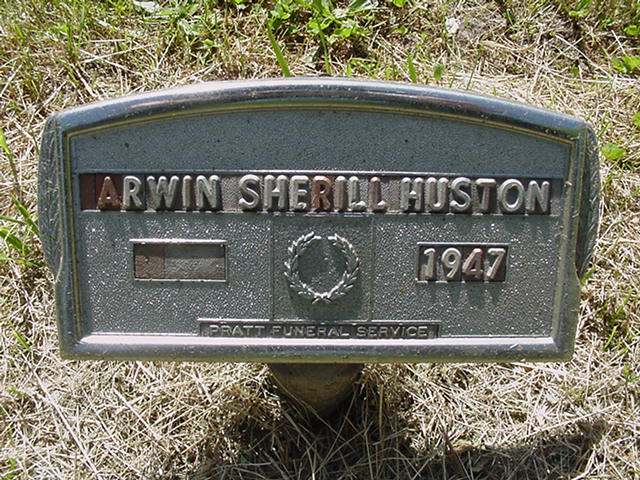 ARWIN SHERILL HUSTON
1947
PRATT FUNERAL SERVICE